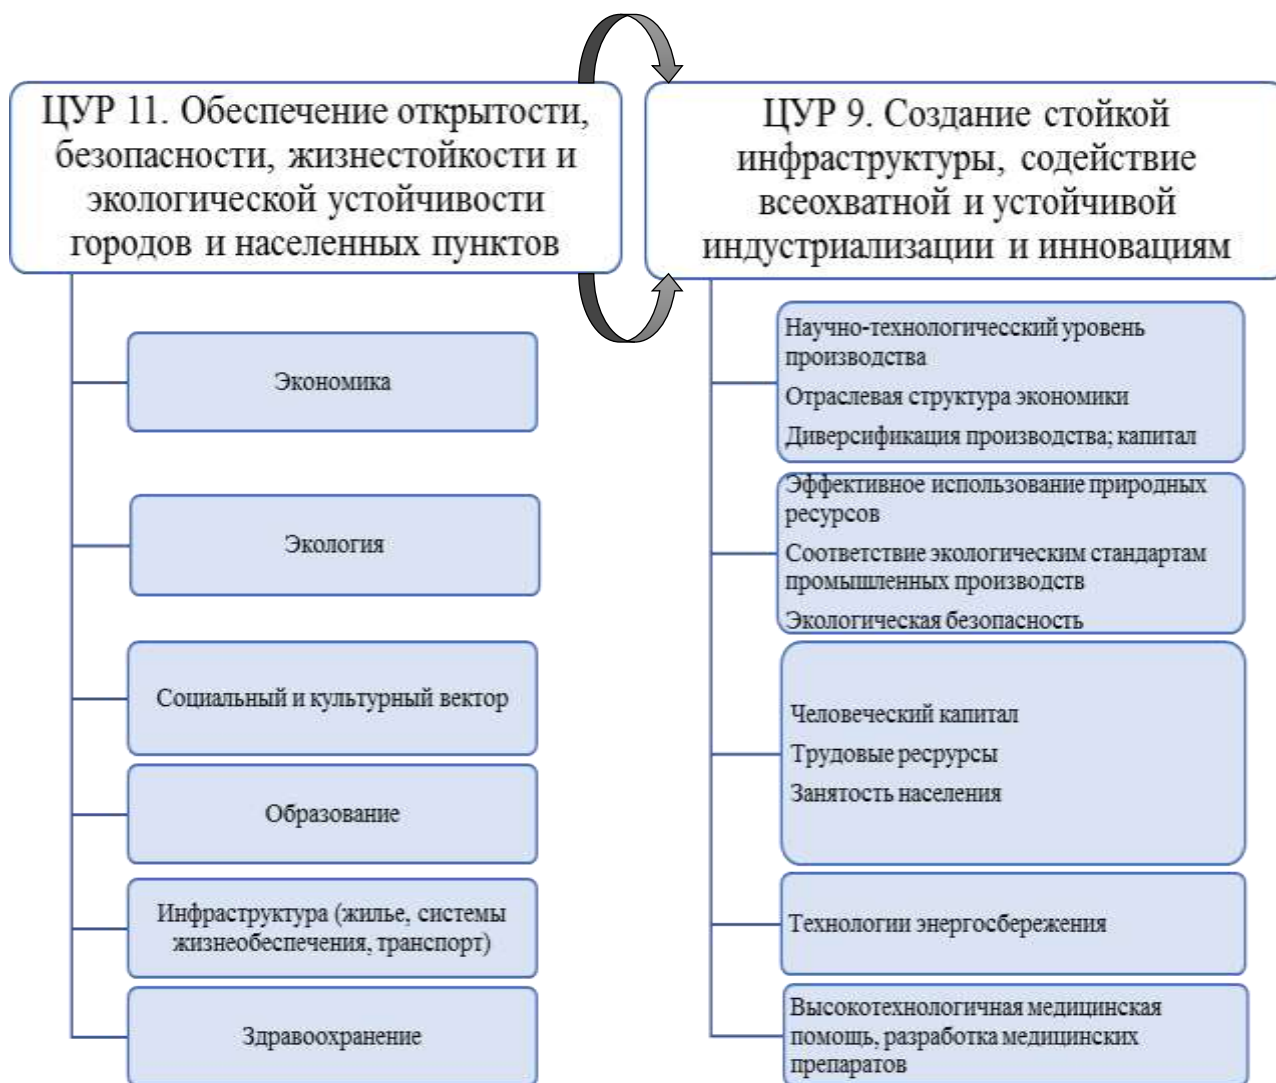 ЦУР 11. Обеспечение открытости,
безопасности, жизнестойкости и
экологической устойчивости
городов и населенных пунктов
Экономика
Экология
Социальный и культурный вектор
Образование
Инфраструктура (жилье, системы
жизнеобеспечения, транспорт)
Здравоохранение
ЦУР 9. Создание стойкой
инфраструктуры, содействие
всеохватной и устойчивой
индустриализации и инновациям
Научно-технологичесский уровень
производства
Отраслевая структура экономики
Диверсификация производства; капитал
Эффективное использование природных
ресурсов
Соответствие экологическим стандартам
промышленных производств
Экологическая безопасность
Человеческий капитал
Трудовые ресрурсы
Занятость населения
Технологии энергосбережения
Высокотехнологичная медицинская
помощь, разработка медицинских
препаратов